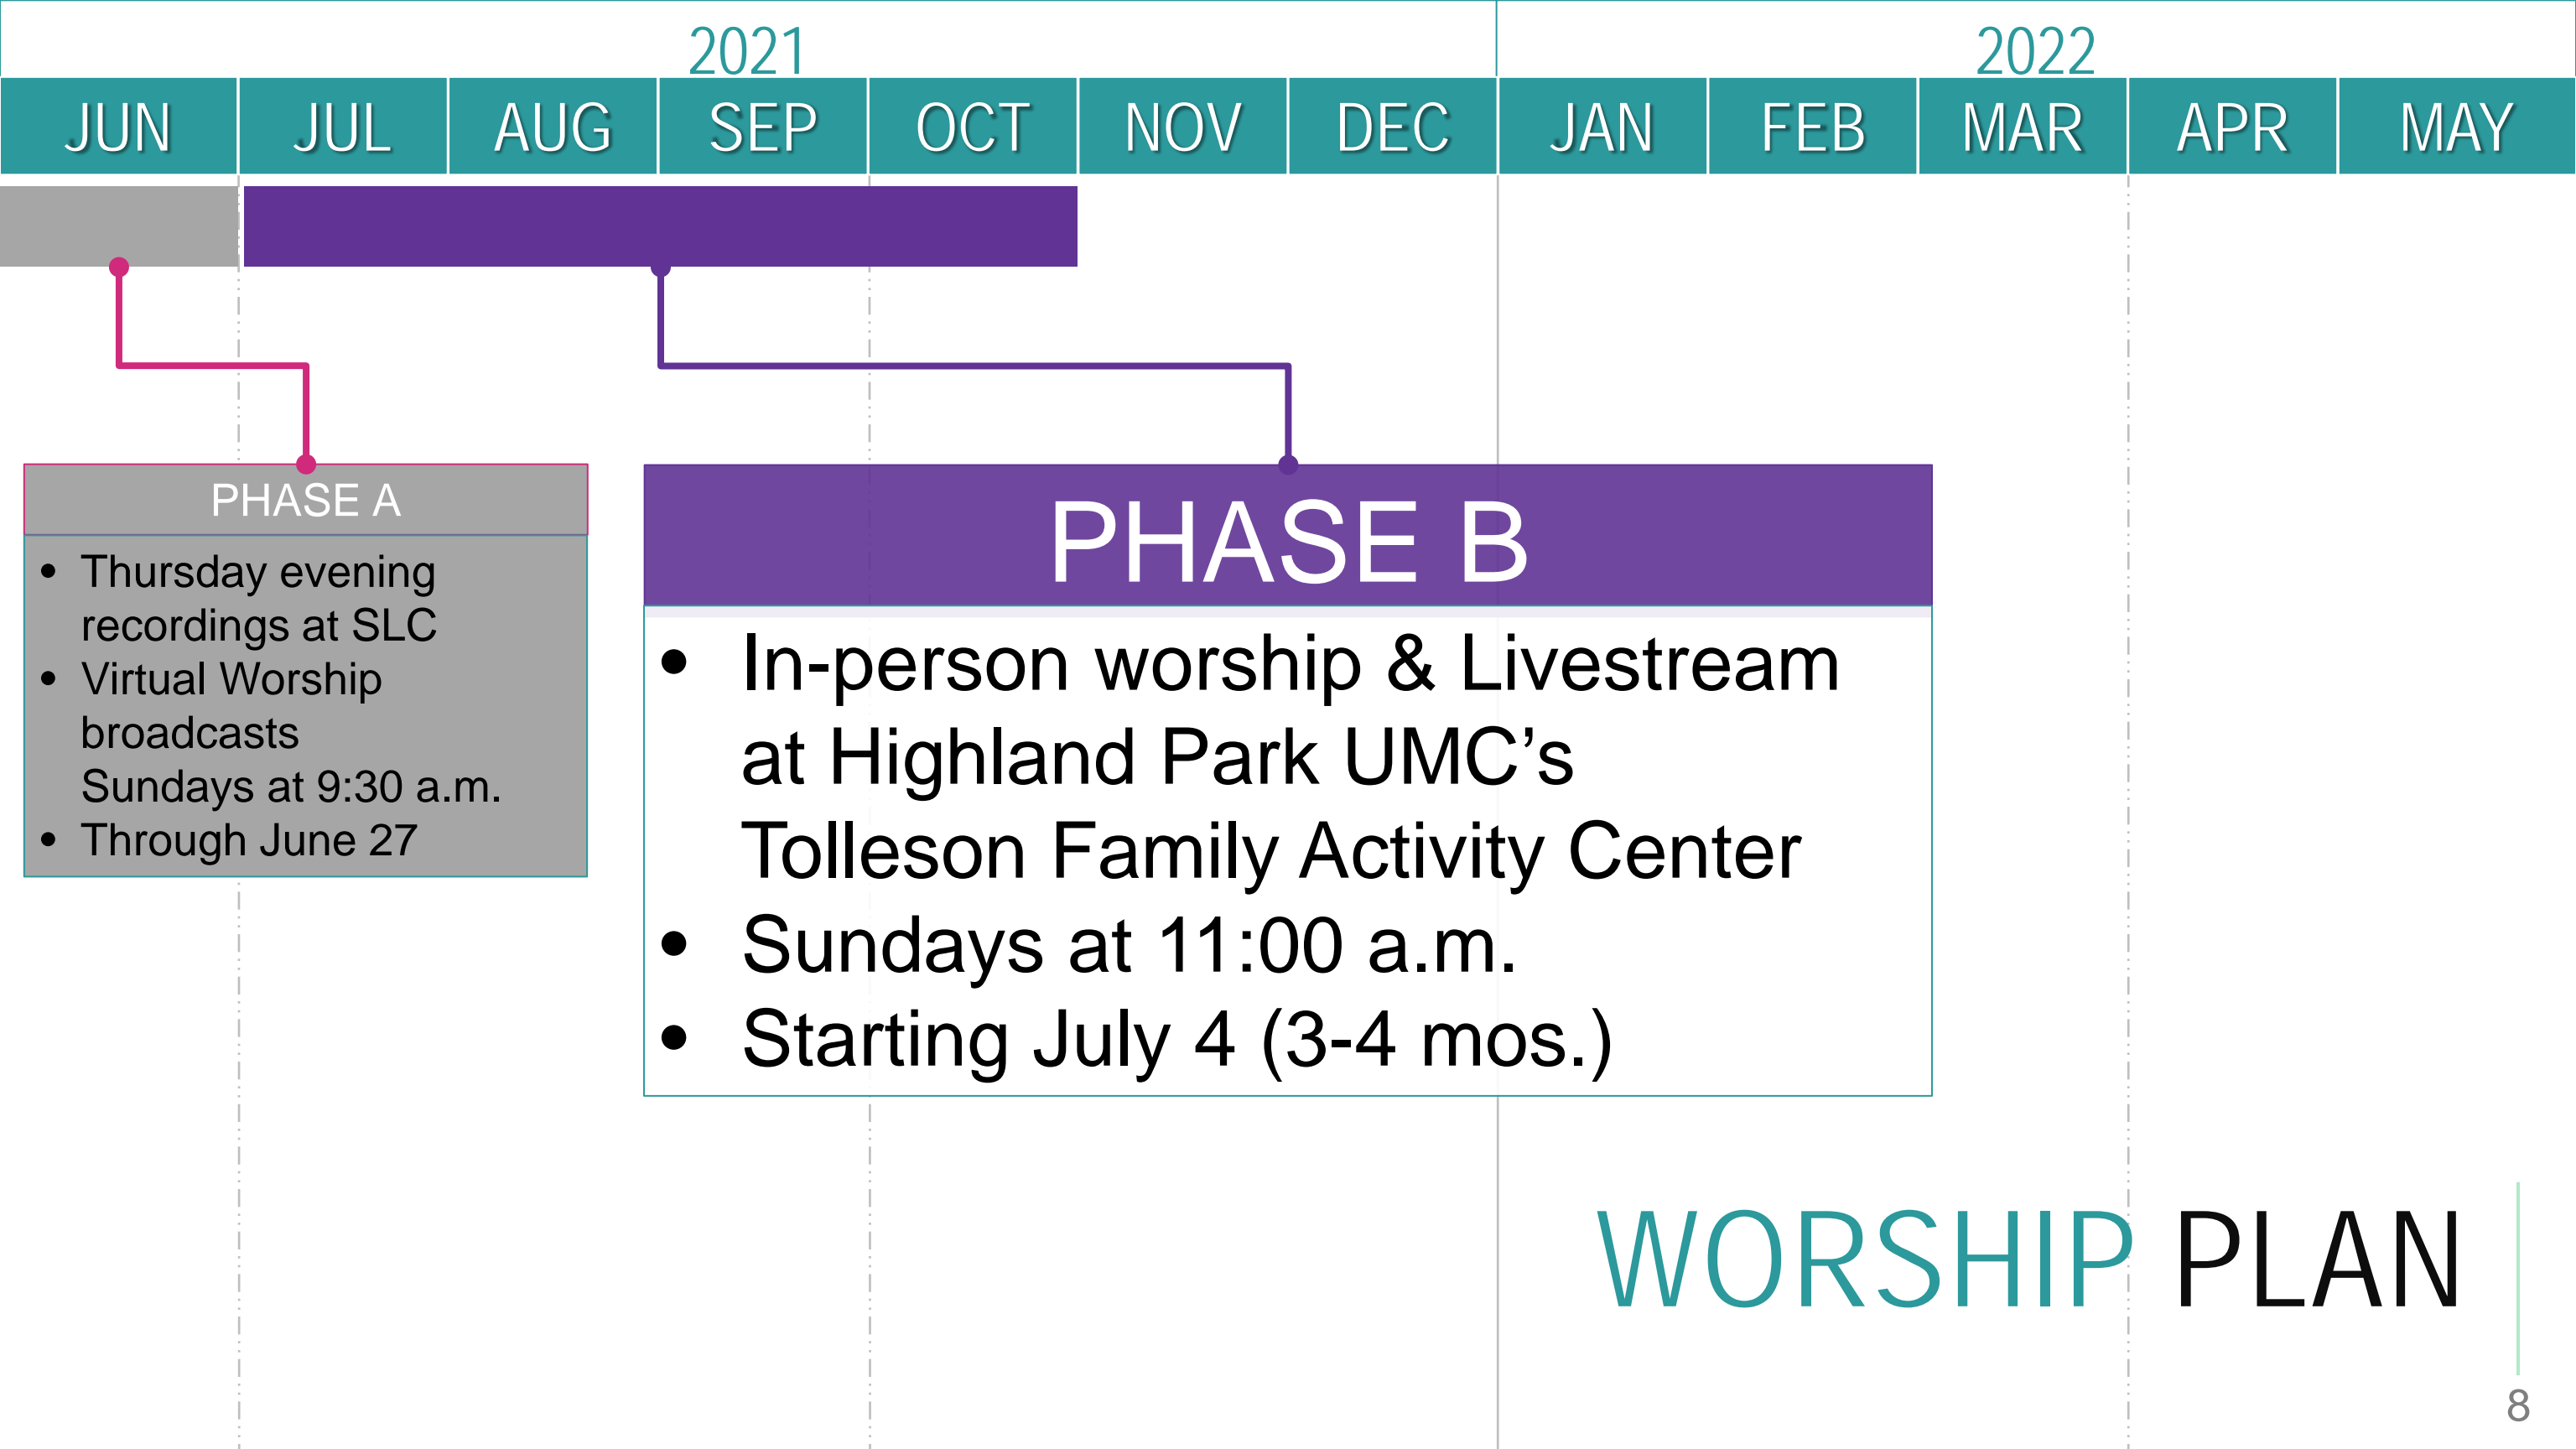 2021
2022
JUN JUL AUG SEP OCT NOV DEC JAN FEB MAR APR MAY
PHASE A
• Thursday evening
recordings at SLC
• Virtual Worship
broadcasts
Sundays at 9:30 a.m.
• Through June 27
PHASE B
• In-person worship & Livestream
at Highland Park UMC’s
Tolleson Family Activity Center
• Sundays at 11:00 a.m.
• Starting July 4 (3-4 mos.)
WORSHIP PLAN
8